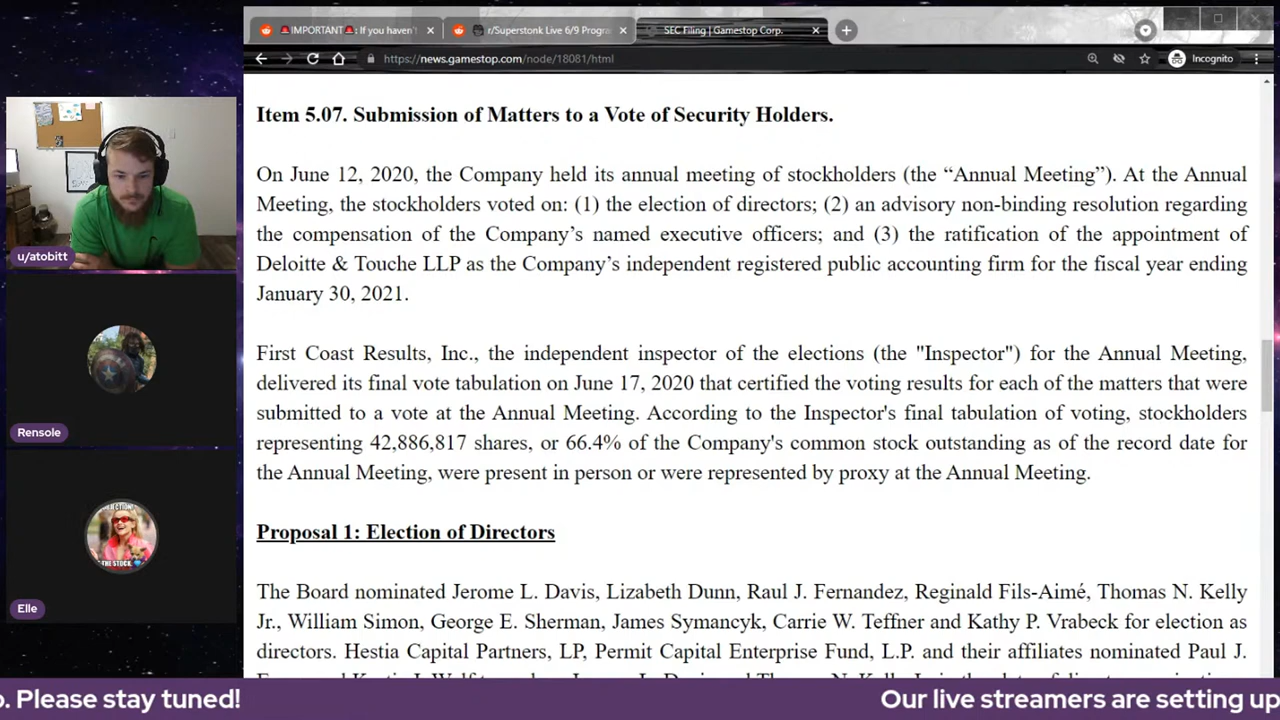 🚨IMPORTANT🚨: If you haven'
r/Superstonk Live 6/9 Progra
SEC Filing | Gamestop Corp.
https://news.gamestop.com/node/18081/html
Incognito
Item 5.07. Submission of Matters to a Vote of Security Holders.
On June 12, 2020, the Company held its annual meeting of stockholders (the “Annual Meeting”). At the Annual
Meeting, the stockholders voted on: (1) the election of directors; (2) an advisory non-binding resolution regarding
the compensation of the Company’s named executive officers; and (3) the ratification of the appointment of
Deloitte & Touche LLP as the Company’s independent registered public accounting firm for the fiscal year ending
January 30, 2021.
First Coast Results, Inc., the independent inspector of the elections (the "Inspector") for the Annual Meeting,
delivered its final vote tabulation on June 17, 2020 that certified the voting results for each of the matters that were
submitted to a vote at the Annual Meeting. According to the Inspector's final tabulation of voting, stockholders
representing 42,886,817 shares, or 66.4% of the Company's common stock outstanding as of the record date for
the Annual Meeting, were present in person or were represented by proxy at the Annual Meeting.
Proposal 1: Election of Directors
The Board nominated Jerome L. Davis, Lizabeth Dunn, Raul J. Fernandez, Reginald Fils-Aimé, Thomas N. Kelly
Jr., William Simon, George E. Sherman, James Symancyk, Carrie W. Teffner and Kathy P. Vrabeck for election as
directors. Hestia Capital Partners, LP, Permit Capital Enterprise Fund, L.P. and their affiliates nominated Paul J.
u/atobitt
Rensole
THE STOCK
Elle
o. Please stay tuned!
Our live streamers are setting up